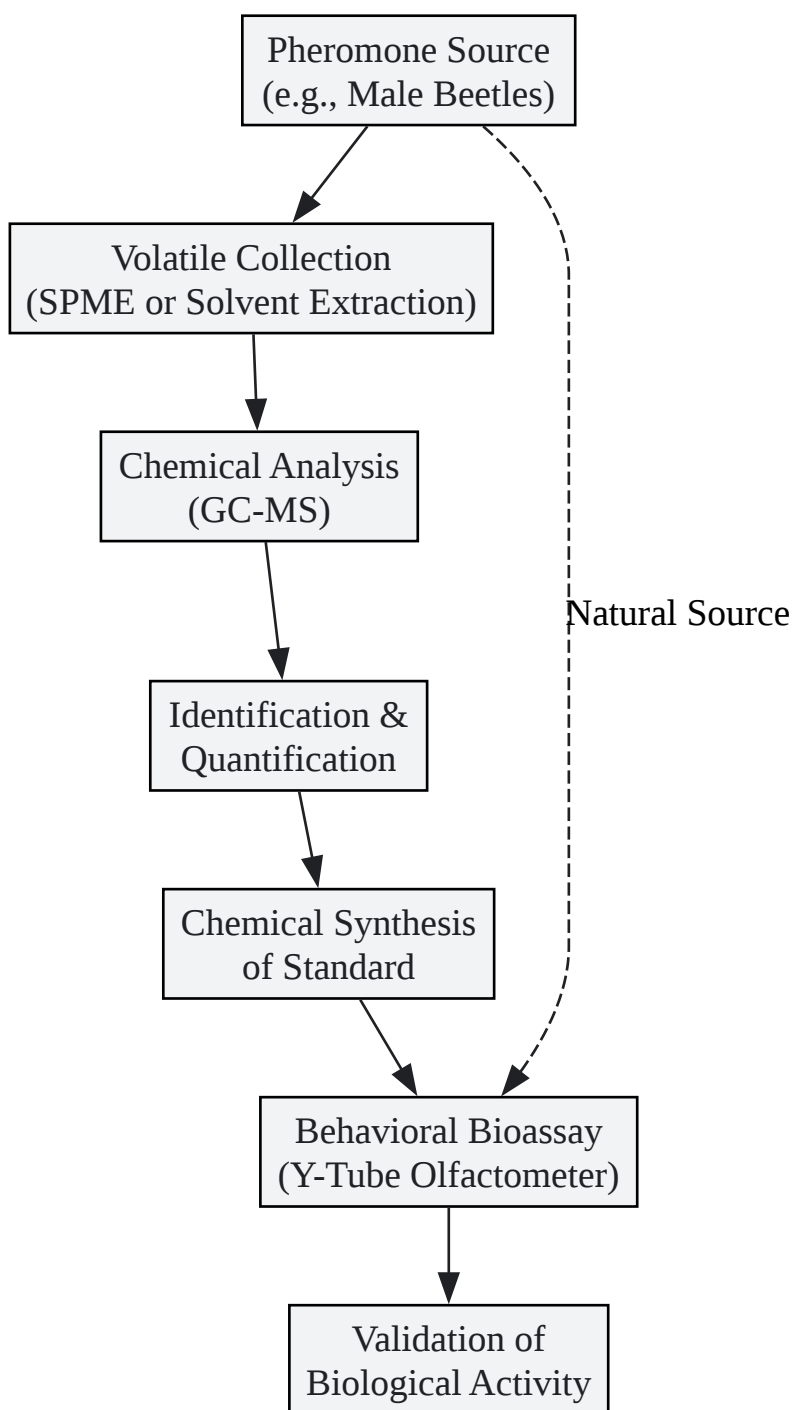 Pheromone Source
(e.g., Male Beetles)
Volatile Collection
(SPME or Solvent Extraction)
Chemical Analysis
(GC-MS)
Natural Source
Identification &
Quantification
Chemical Synthesis
of Standard
Behavioral Bioassay
(Y-Tube Olfactometer)
Validation of
Biological Activity